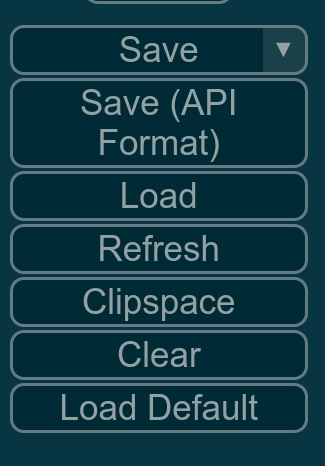 Save ▼
Save (API
Format)
Load
Refresh
Clipspace
Clear
Load Default